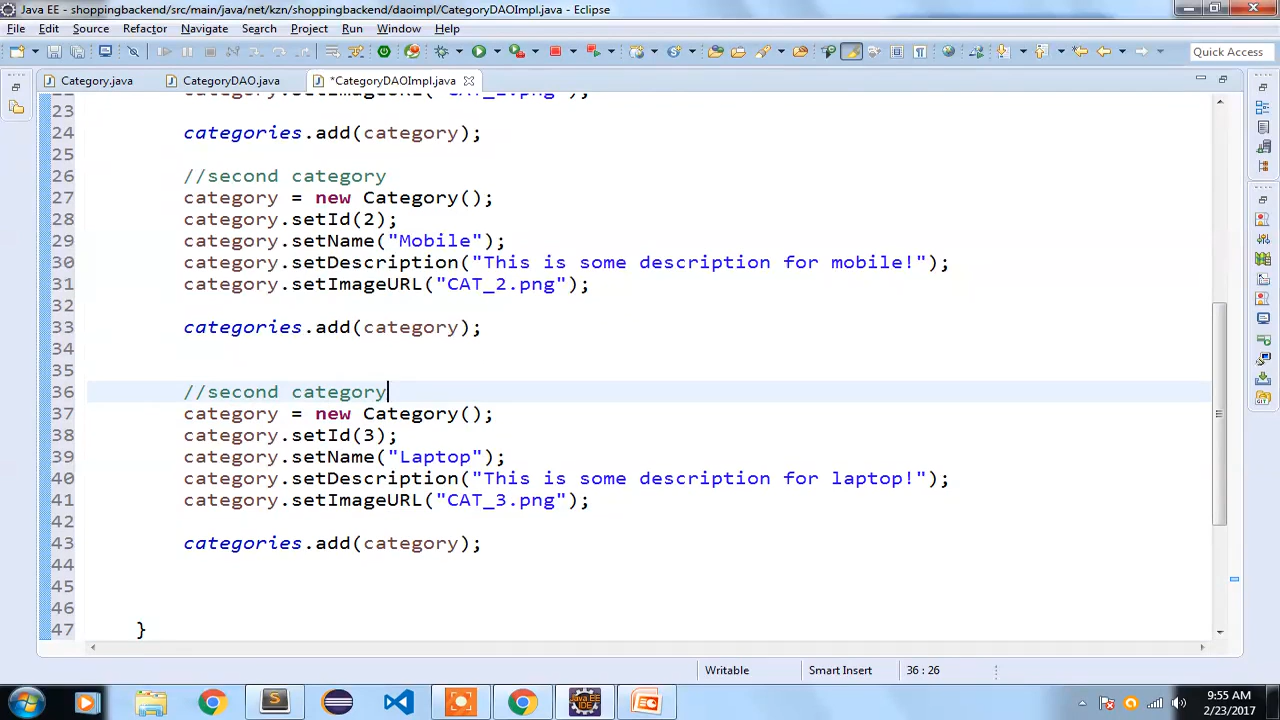 Java EE - shoppingbackend/src/main/java/net/kzn/shoppingbackend/daoimpl/CategoryDAOImpl.java - Eclipse
File Edit Source Refactor Navigate Search Project Run Window Help
Quick Access
Category.java CategoryDAO.java *CategoryDAOImpl.java
23
24 categories.add(category);
25
26 //second category
27 category = new Category();
28 category.setId(2);
29 category.setName("Mobile");
30 category.setDescription("This is some description for mobile!");
31 category.setImageURL("CAT_2.png");
32
33 categories.add(category);
34
35
36 //second category
37 category = new Category();
38 category.setId(3);
39 category.setName("Laptop");
40 category.setDescription("This is some description for laptop!");
41 category.setImageURL("CAT_3.png");
42
43 categories.add(category);
44
45
46
47 }
Writable Smart Insert 36 : 26
Java EE IDE
9:55 AM
2/23/2017